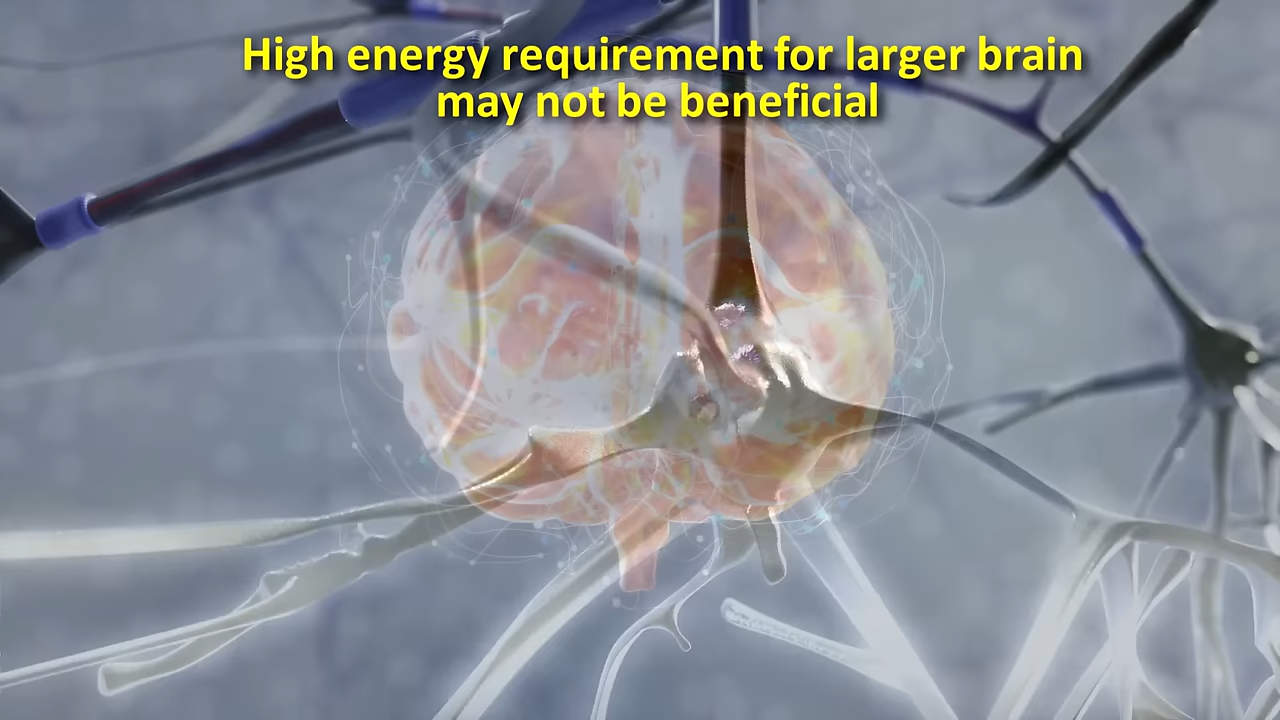 High energy requirement for larger brain
may not be beneficial